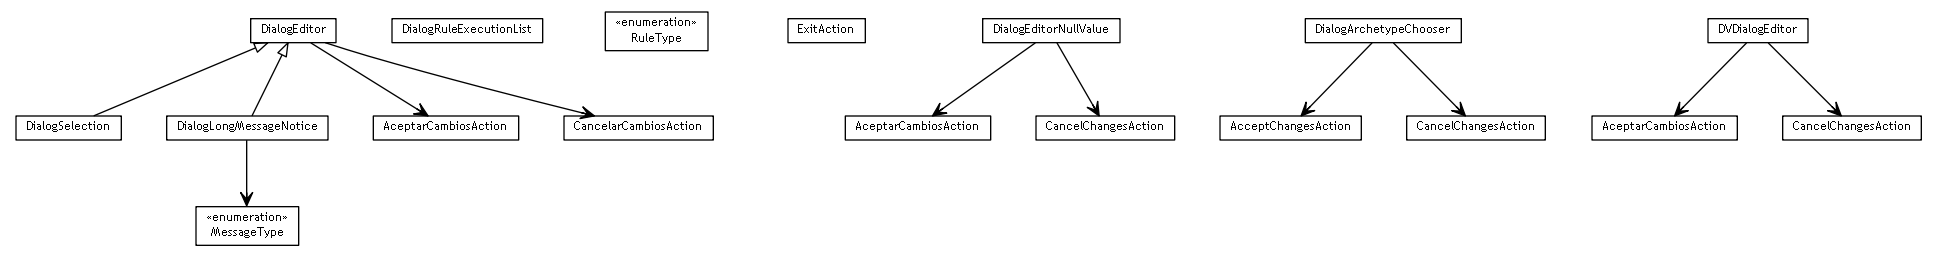 DialogEditor
DialogRuleExecutionList
«enumeration»
RuleType
ExitAction
DialogEditorNullValue
DialogArchetypeChooser
DVDialogEditor
DialogSelection
DialogLongMessageNotice
AceptarCambiosAction
CancelarCambiosAction
AceptarCambiosAction
CancelChangesAction
AcceptChangesAction
CancelChangesAction
AceptarCambiosAction
CancelChangesAction
«enumeration»
MessageType